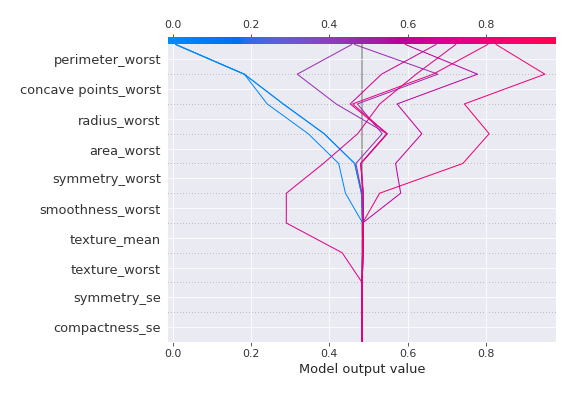 0.0 0.2 0.4 0.6 0.8
perimeter_worst
concave points_worst
radius_worst
area_worst
symmetry_worst
smoothness_worst
texture_mean
texture_worst
symmetry_se
compactness_se
0.0 0.2 0.4 0.6 0.8
Model output value